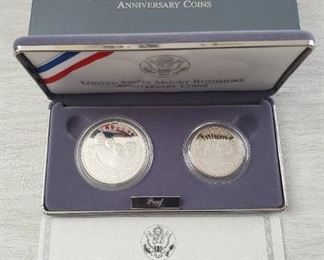 ANNIVERSARY COINS
UNITED STATES MOUNT RUSHMORE
ANNIVERSARY COINS
Proof